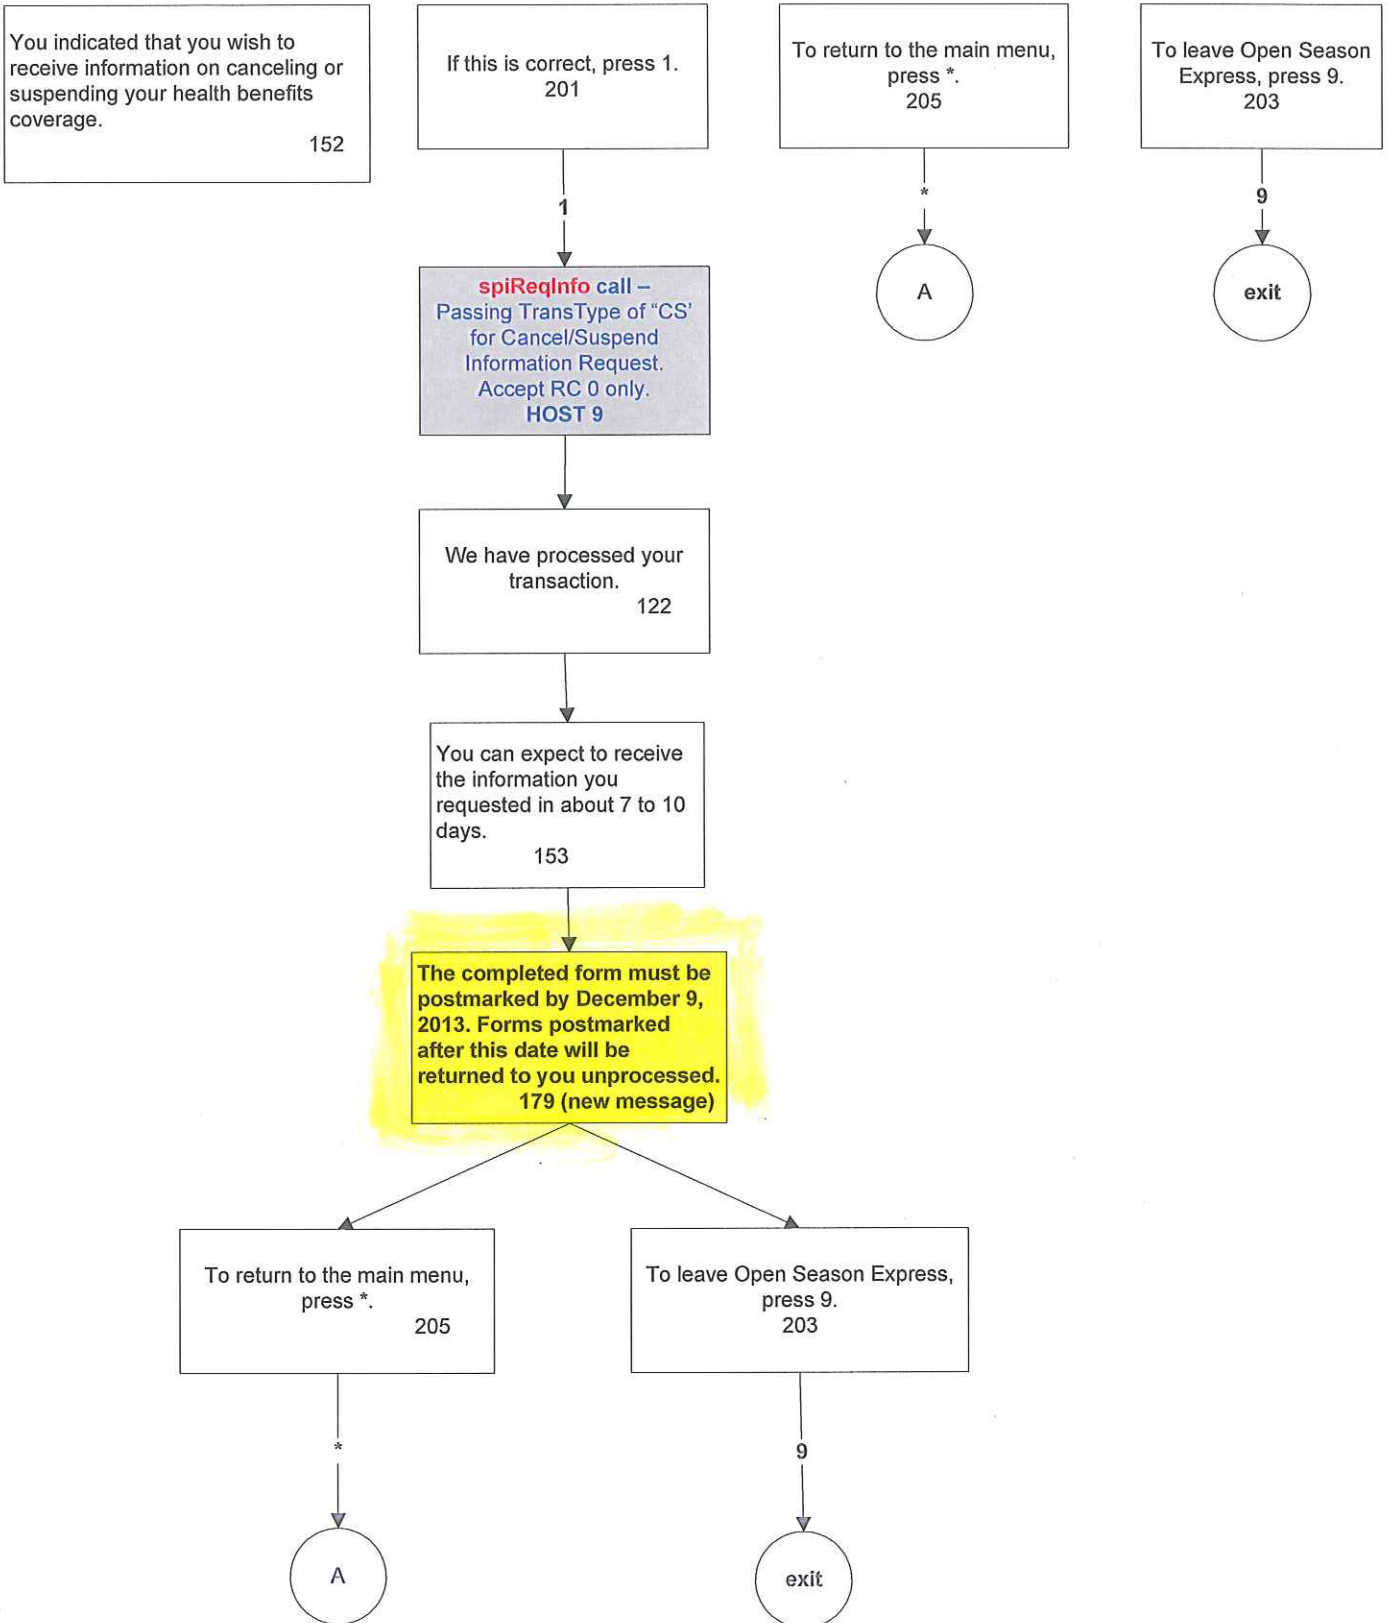 You indicated that you wish to
receive information on canceling or
suspending your health benefits
coverage.
152
If this is correct, press 1.
201
To return to the main menu,
press *.
205
To leave Open Season
Express, press 9.
203
1
*
9
A
exit
spiReqInfo call –
Passing TransType of “CS’
for Cancel/Suspend
Information Request.
Accept RC 0 only.
HOST 9
We have processed your
transaction.
122
You can expect to receive
the information you
requested in about 7 to 10
days.
153
The completed form must be
postmarked by December 9,
2013. Forms postmarked
after this date will be
returned to you unprocessed.
179 (new message)
To return to the main menu,
press *.
205
To leave Open Season Express,
press 9.
203
*
9
A
exit